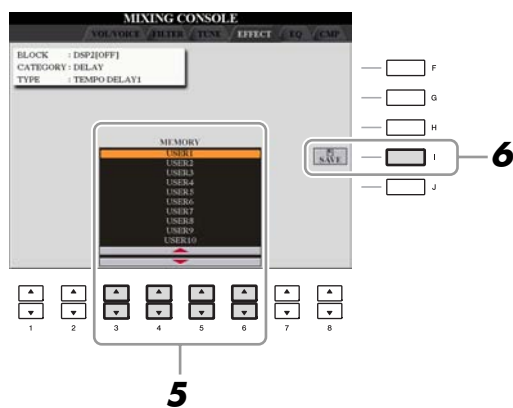 MIXING CONSOLE
VOL/VOICE FILTER TUNE EFFECT EQ CMP
BLOCK : DSP2[OFF]
CATEGORY : DELAY
TYPE : TEMPO DELAY1
F
G
H
MEMORY
USER1
USER2
USER3
USER4
USER5
USER6
USER7
USER8
USER9
USER10
SAVE
I
6
J
1 2 3 4 5 6 7 8
5